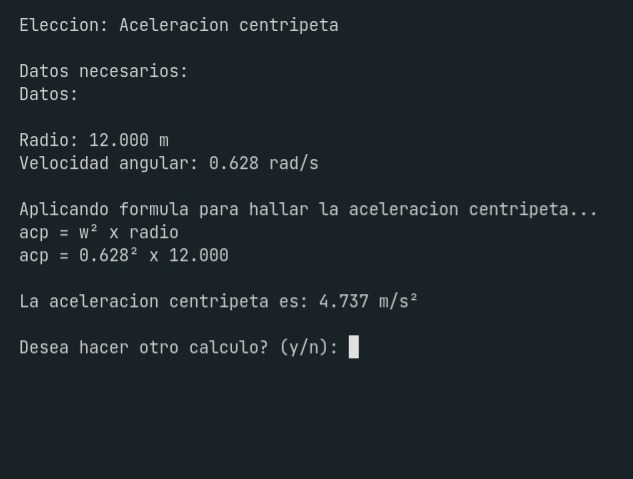 Eleccion: Aceleracion centripeta
Datos necesarios:
Datos:
Radio: 12.000 m
Velocidad angular: 0.628 rad/s
Aplicando formula para hallar la aceleracion centripeta...
acp = w² x radio
acp = 0.628² x 12.000
La aceleracion centripeta es: 4.737 m/s²
Desea hacer otro calculo? (y/n):